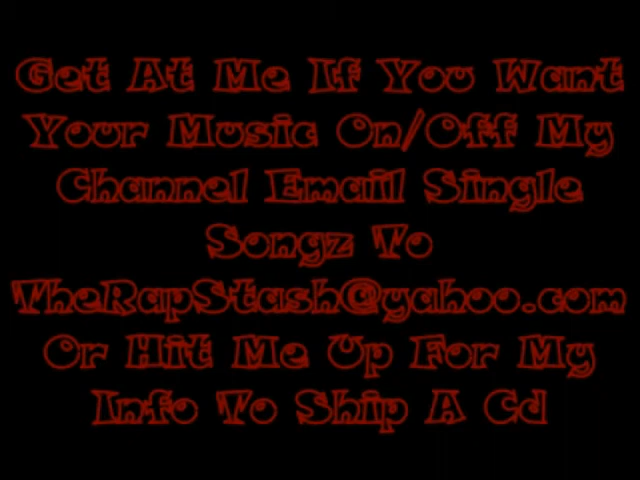 Get At Me If You Want
Your Music On/Off My
Channel Email Single
Songz To
TheRapStash@yahoo.com
Or Hit Me Up For My
Info To Ship A Cd